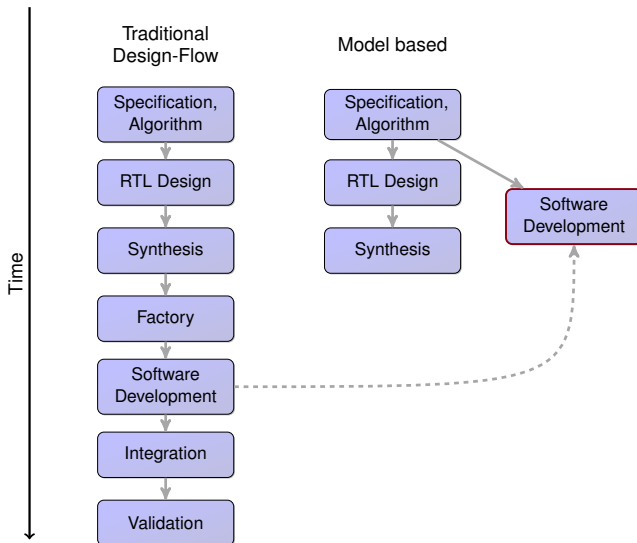 Traditional
Design-Flow
Model based
Specification,
Algorithm
RTL Design
Synthesis
Factory
Software
Development
Integration
Validation
Specification,
Algorithm
RTL Design
Synthesis
Software
Development
Time